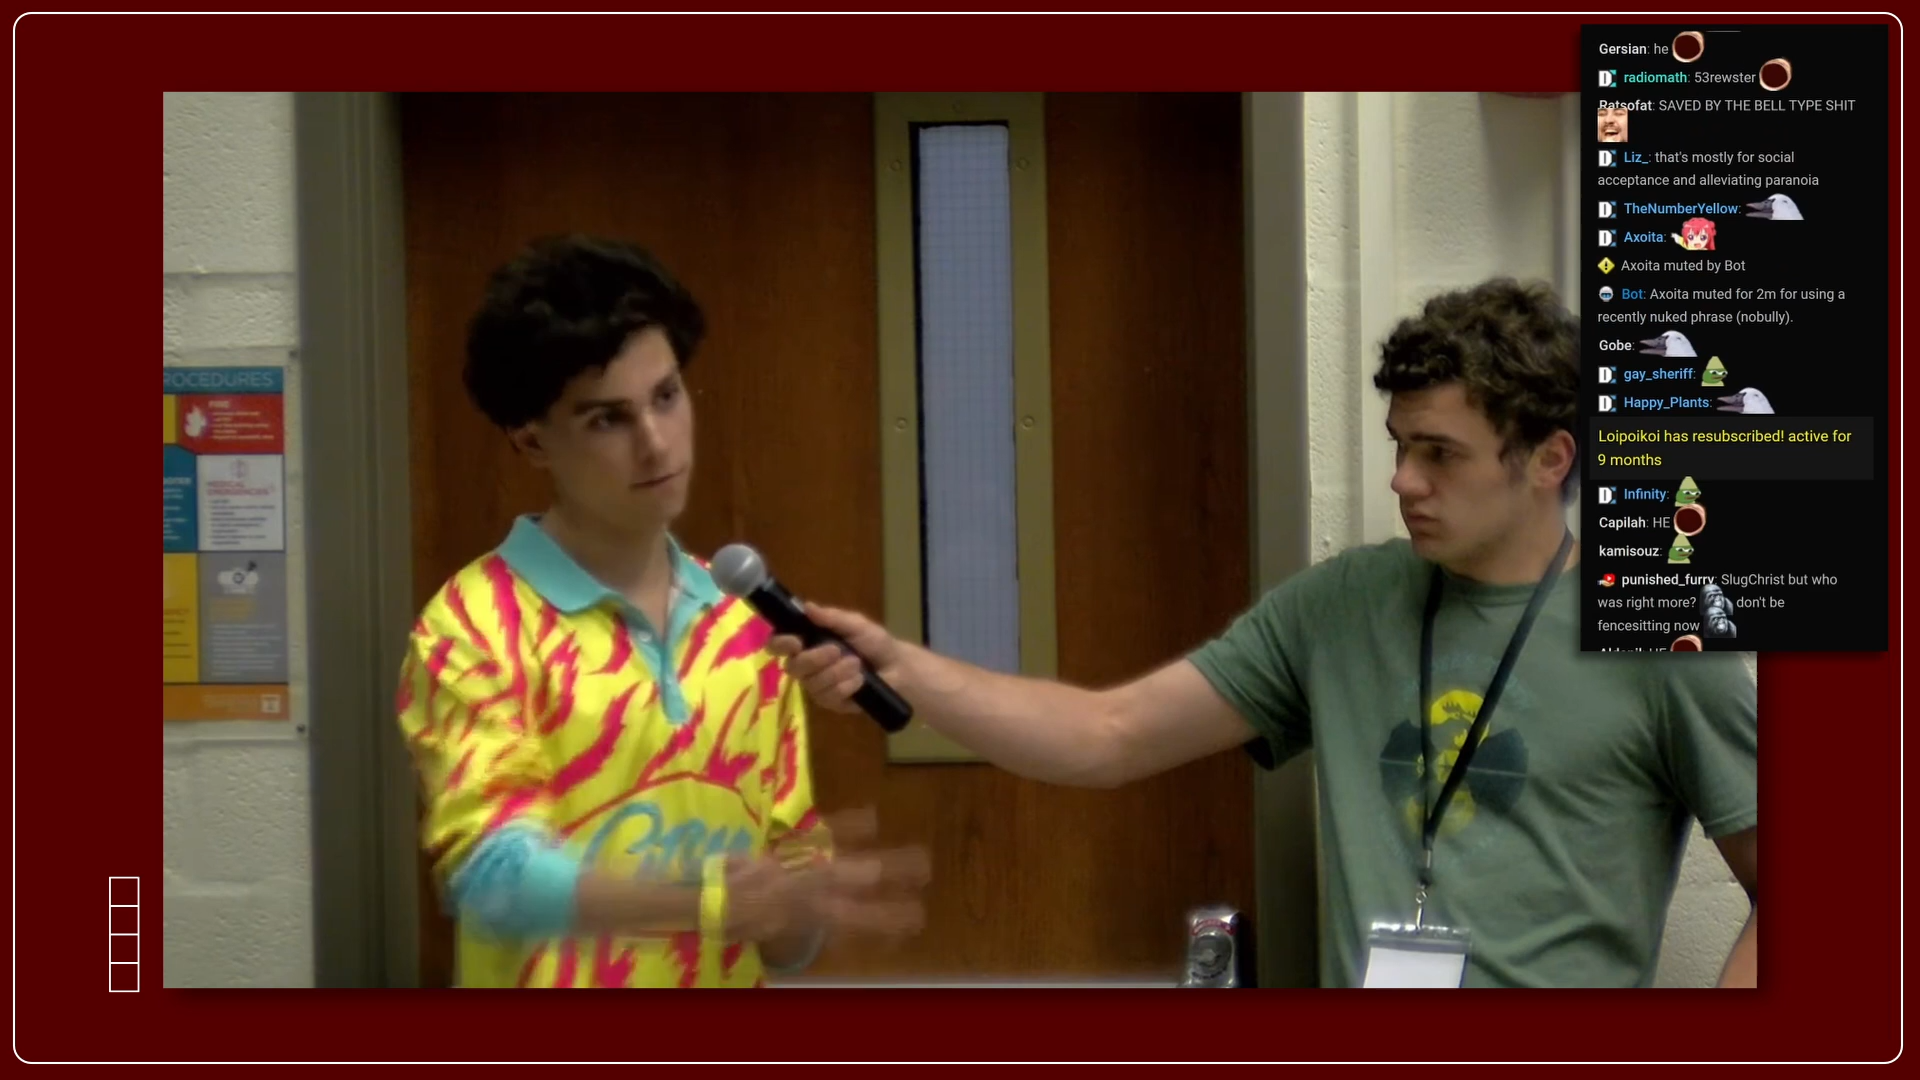 Gersian: he
radiomath: 53rewster
Ratsofat: SAVED BY THE BELL TYPE SHIT
Liz_: that's mostly for social
acceptance and alleviating paranoia
TheNumberYellow:
Axoita:
Axoita muted by Bot
Bot: Axoita muted for 2m for using a
recently nuked phrase (nobully).
Gobe:
gay_sheriff:
Happy_Plants:
Loipoikoi has resubscribed! active for
9 months
Infinity:
Capilah: HE
kamisouz:
punished_furry: SlugChrist but who
was right more? don't be
fencesitting now
ROCEDURES
FIRE
MEDICAL
EMERGENCIES